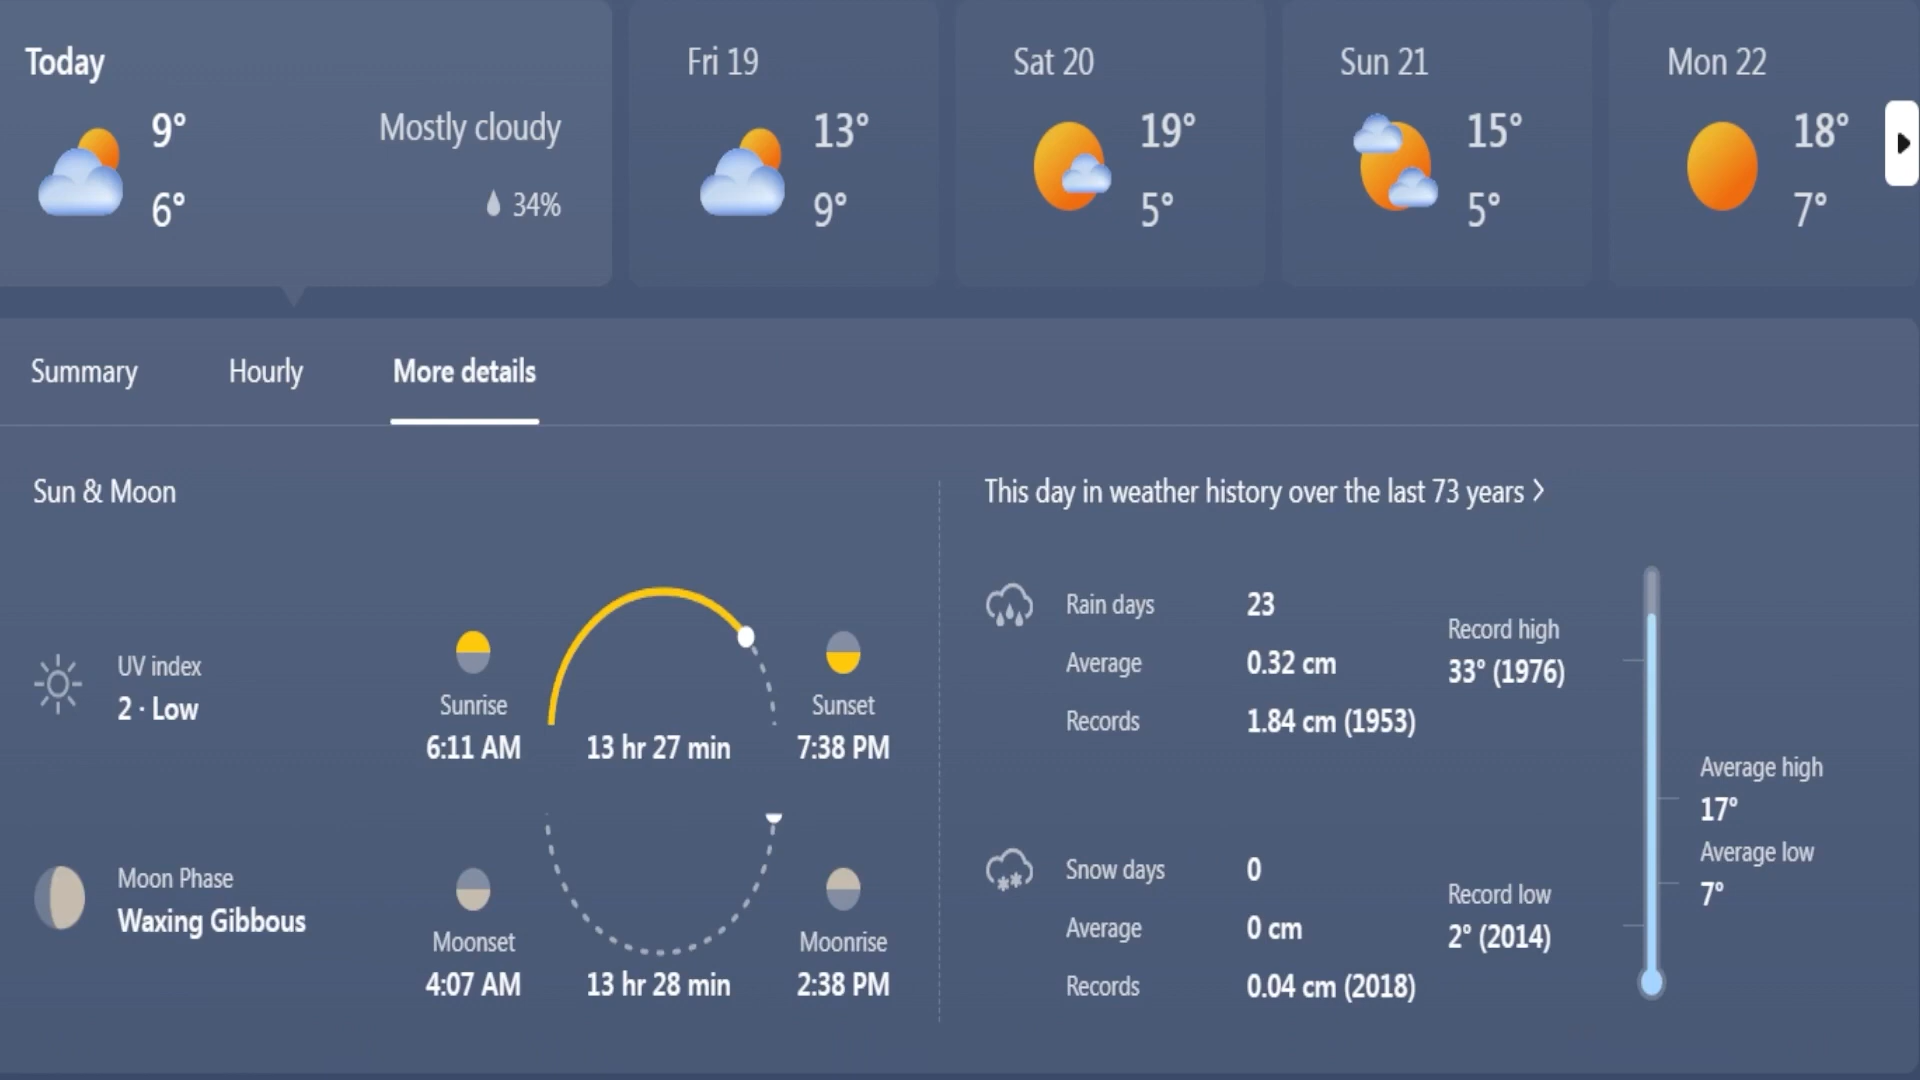 Today
9°
6°
Mostly cloudy
34%
Fri 19
13°
9°
Sat 20
19°
5°
Sun 21
15°
5°
Mon 22
18°
7°
Summary
Hourly
More details
Sun & Moon
UV index
2 · Low
Sunrise
6:11 AM
13 hr 27 min
Sunset
7:38 PM
Moon Phase
Waxing Gibbous
Moonset
4:07 AM
13 hr 28 min
Moonrise
2:38 PM
This day in weather history over the last 73 years >
Rain days 23
Average 0.32 cm
Records 1.84 cm (1953)
Snow days 0
Average 0 cm
Records 0.04 cm (2018)
Record high
33° (1976)
Record low
2° (2014)
Average high
17°
Average low
7°